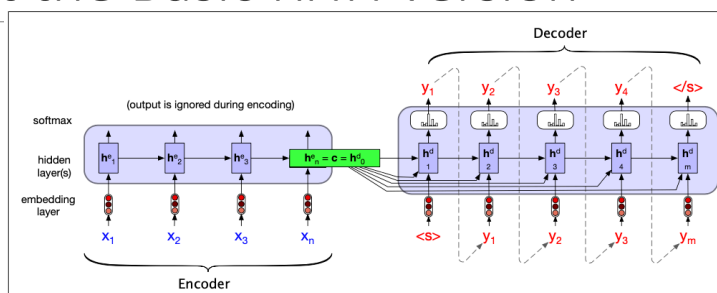 Decoder
y1 y2 y3 y4 </s>
(output is ignored during encoding)
softmax
hidden layer(s)
he1 he2 he3 hen = c = hd0 hd1 hd2 hd3 hd4 hdm
embedding layer
x1 x2 x3 xn <s> y1 y2 y3 ym
Encoder